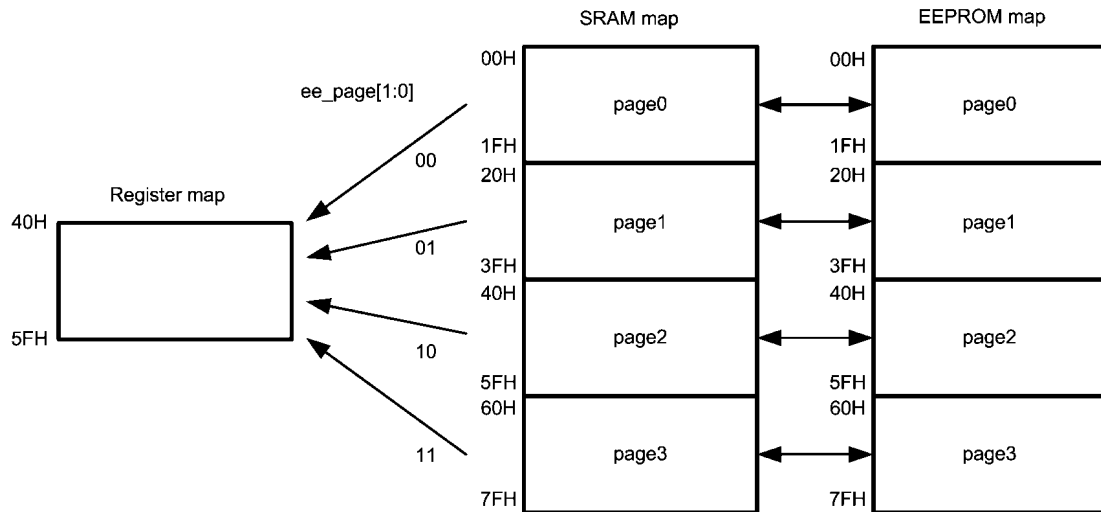 SRAM map
EEPROM map
ee_page[1:0]
00
01
10
11
Register map
40H
5FH
00H
page0
1FH
20H
page1
3FH
40H
page2
5FH
60H
page3
7FH
00H
page0
1FH
20H
page1
3FH
40H
page2
5FH
60H
page3
7FH